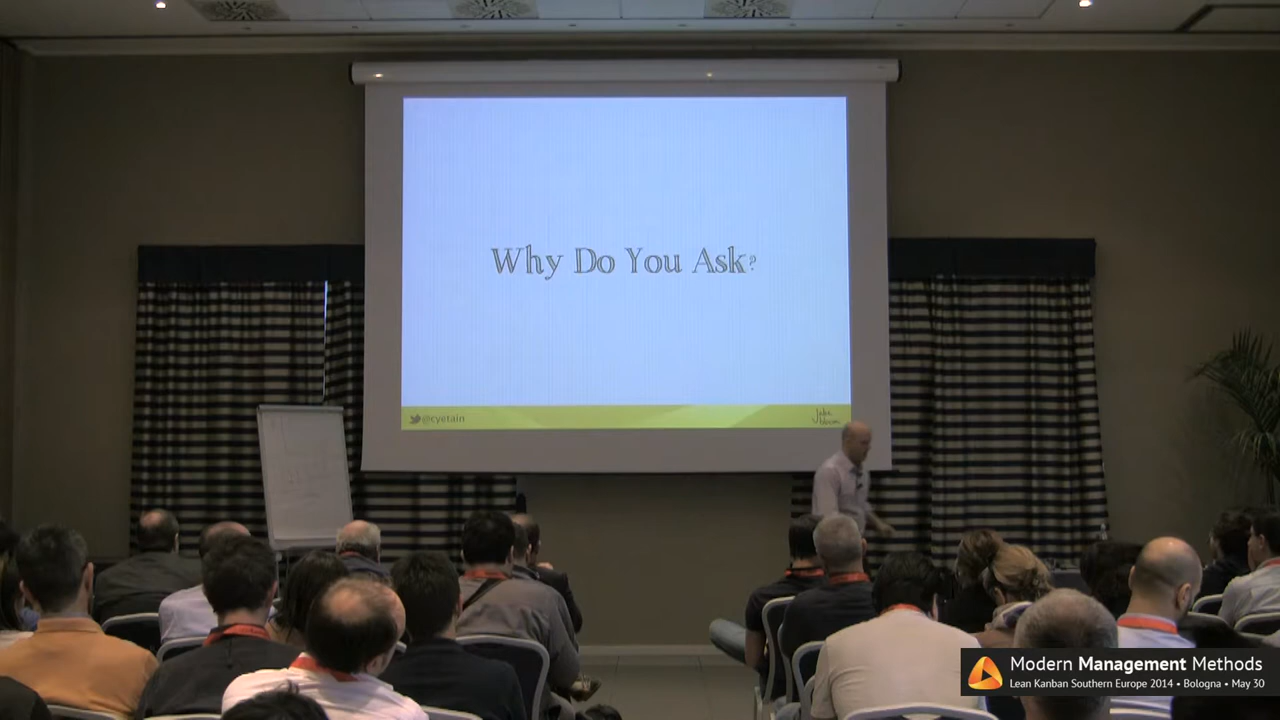 Why Do You Ask?
@cyetain
Modern Management Methods
Lean Kanban Southern Europe 2014 • Bologna • May 30